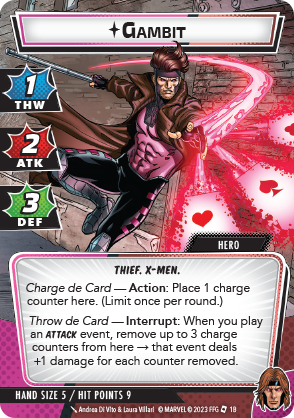 GAMBIT
1
THW
2
ATK
3
DEF
HERO
THIEF. X-MEN.
Charge de Card — Action: Place 1 charge
counter here. (Limit once per round.)
Throw de Card — Interrupt: When you play
an ATTACK event, remove up to 3 charge
counters from here → that event deals
+1 damage for each counter removed.
HAND SIZE 5 / HIT POINTS 9
Andrea Di Vito & Laura Villari © MARVEL © 2023 FFG 1B